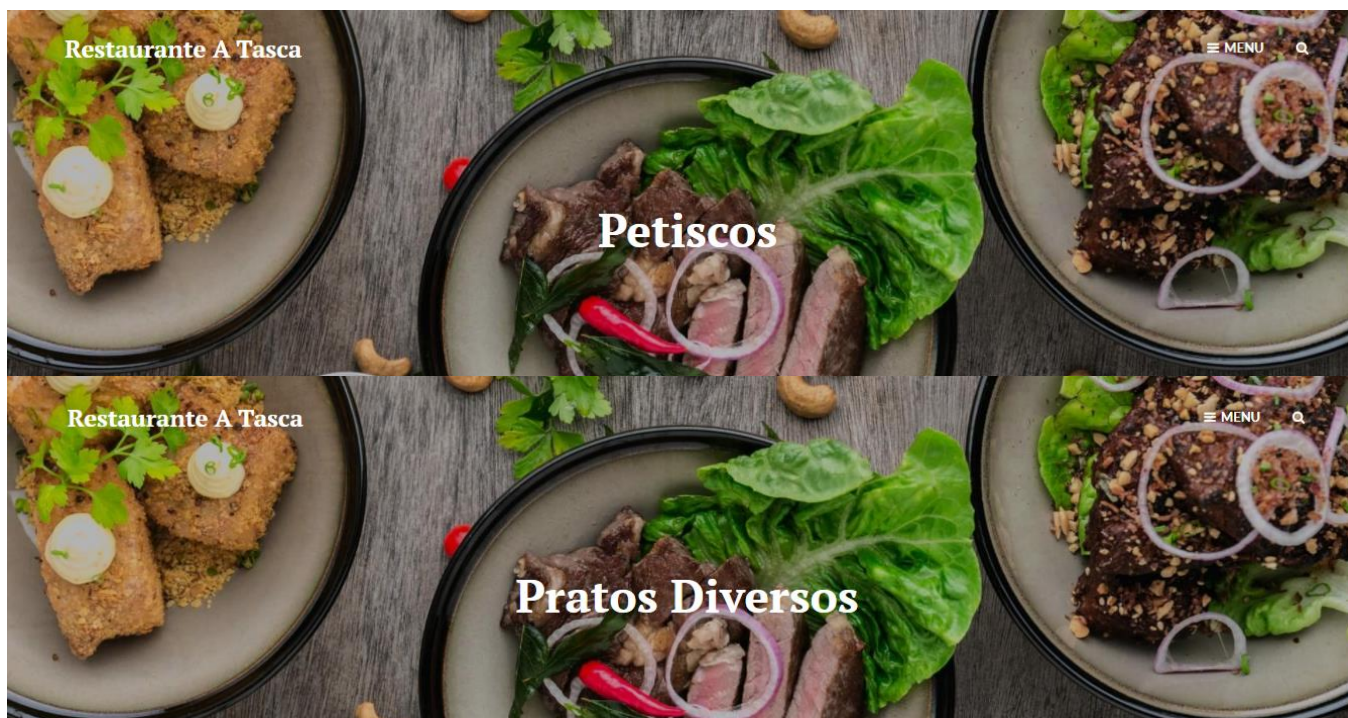 Restaurante A Tasca
MENU
Petiscos
Restaurante A Tasca
MENU
Pratos Diversos